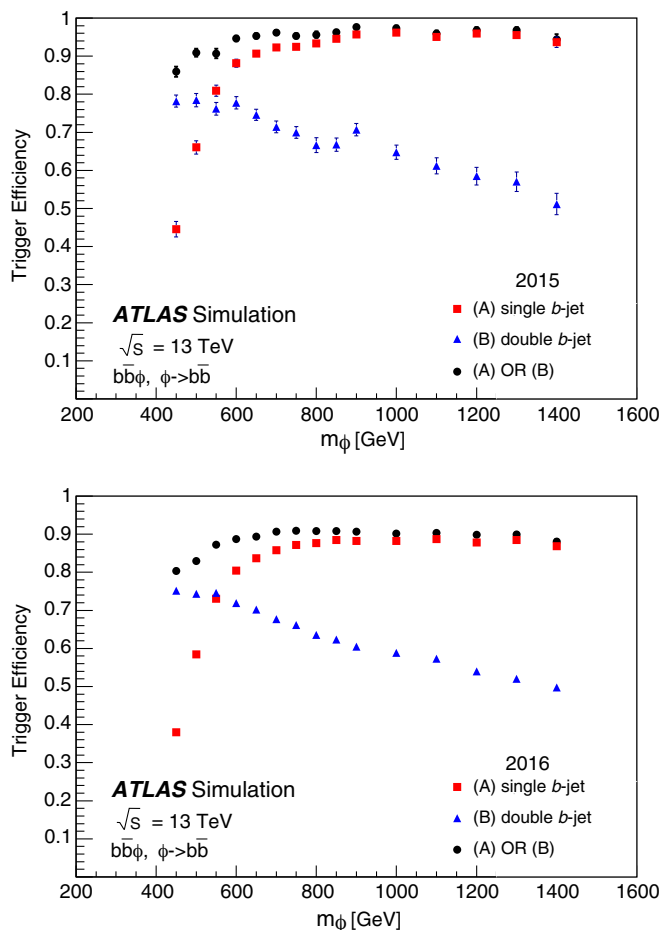 1
0.9
0.8
0.7
0.6
0.5
0.4
0.3
0.2
0.1
Trigger Efficiency
2015
(A) single b-jet
(B) double b-jet
(A) OR (B)
ATLAS Simulation
√s = 13 TeV
bb̄ϕ, ϕ->bb̄
200 400 600 800 1000 1200 1400 1600
mϕ [GeV]
1
0.9
0.8
0.7
0.6
0.5
0.4
0.3
0.2
0.1
Trigger Efficiency
2016
(A) single b-jet
(B) double b-jet
(A) OR (B)
ATLAS Simulation
√s = 13 TeV
bb̄ϕ, ϕ->bb̄
200 400 600 800 1000 1200 1400 1600
mϕ [GeV]